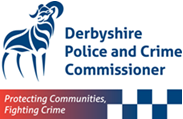 Derbyshire
Police and Crime
Commissioner
Protecting Communities,
Fighting Crime